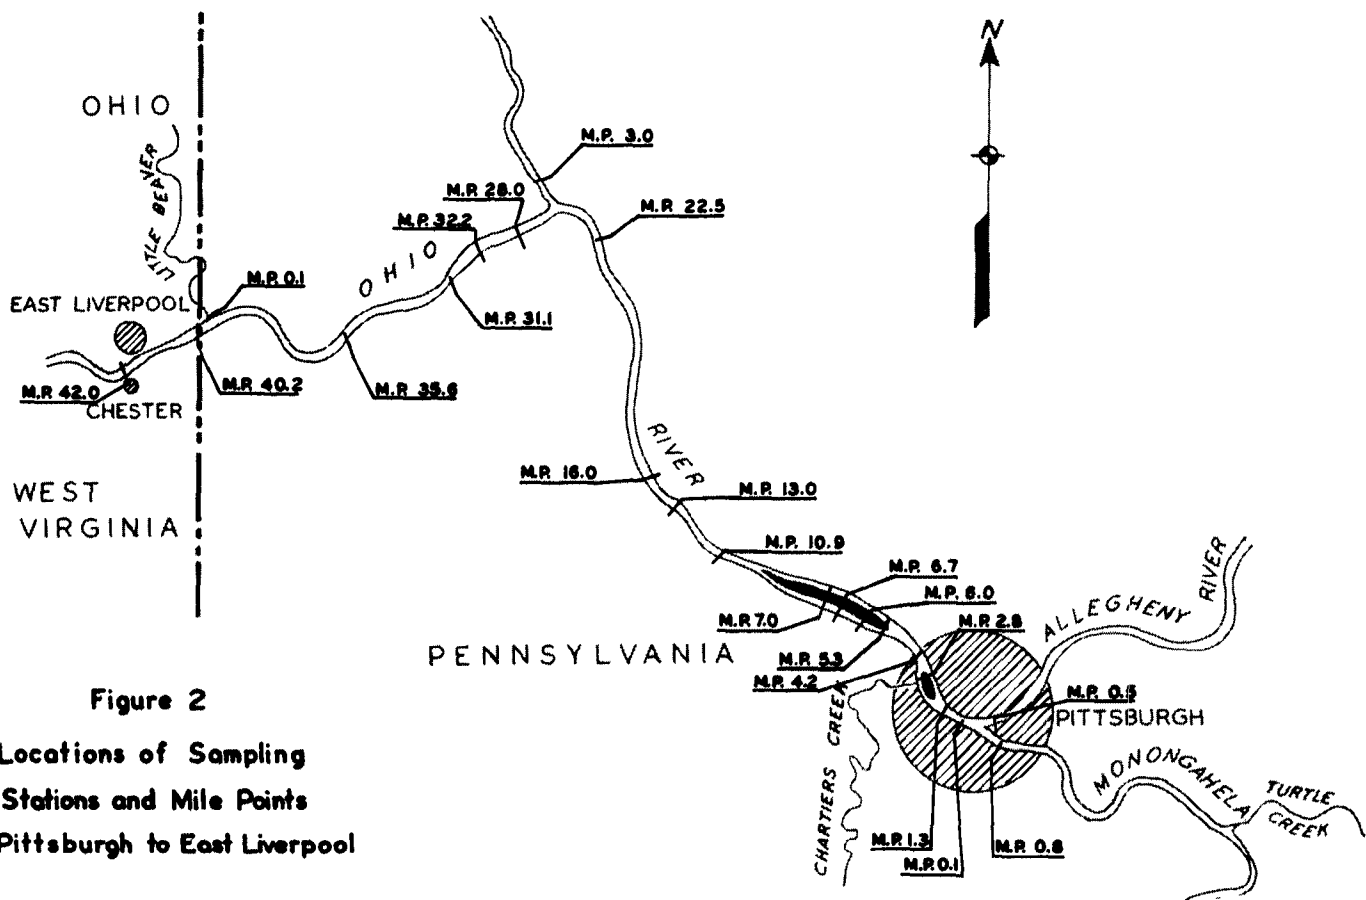 N
OHIO
M.P. 3.0
LITTLE BEAVER
M.P. 28.0
M.P. 22.5
M.P. 32.2
OHIO
M.P. 0.1
EAST LIVERPOOL
M.P. 31.1
M.P. 40.2
M.P. 35.6
M.P. 42.0
CHESTER
RIVER
M.P. 16.0
M.P. 13.0
WEST
VIRGINIA
M.P. 10.9
RIVER
M.P. 6.7
M.P. 6.0
ALLEGHENY
M.P. 7.0
M.P. 2.8
PENNSYLVANIA
M.P. 5.3
M.P. 4.2
M.P. 0.5
PITTSBURGH
CHARTIERS CREEK
MONONGAHELA
TURTLE
CREEK
M.P. 1.3
M.P. 0.1
M.P. 0.8
Figure 2
Locations of Sampling
Stations and Mile Points
Pittsburgh to East Liverpool